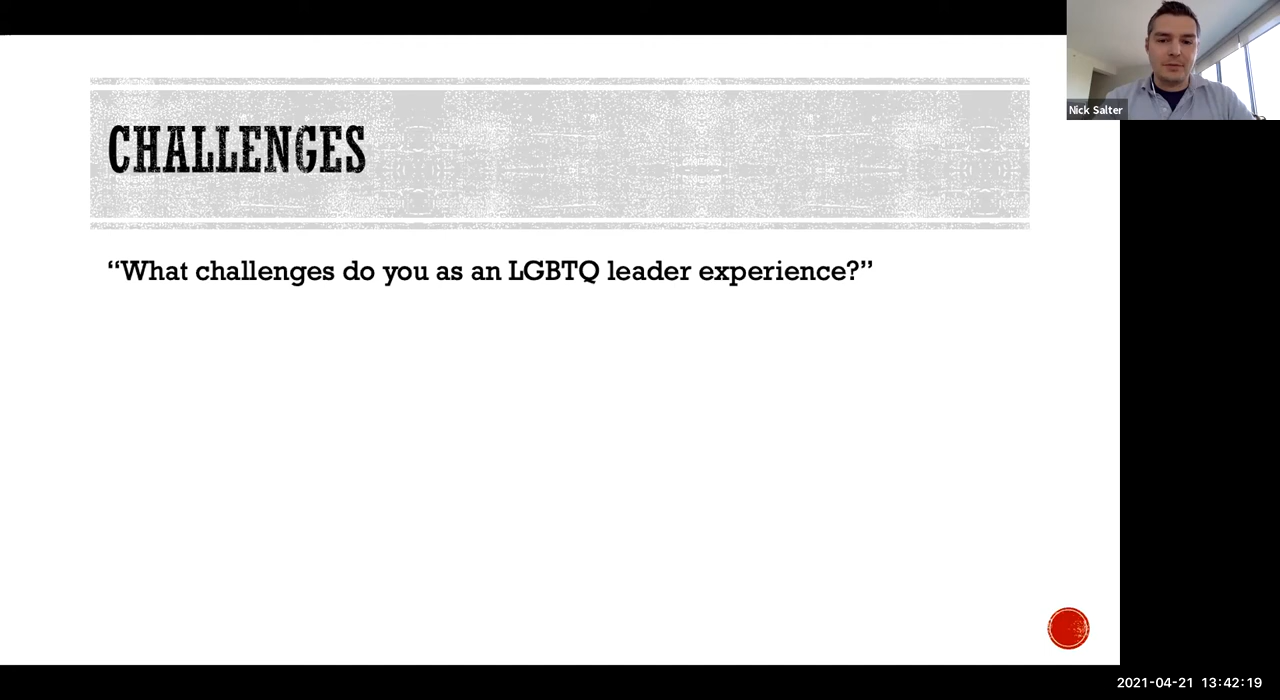 Nick Salter
CHALLENGES
“What challenges do you as an LGBTQ leader experience?”
2021-04-21 13:42:19